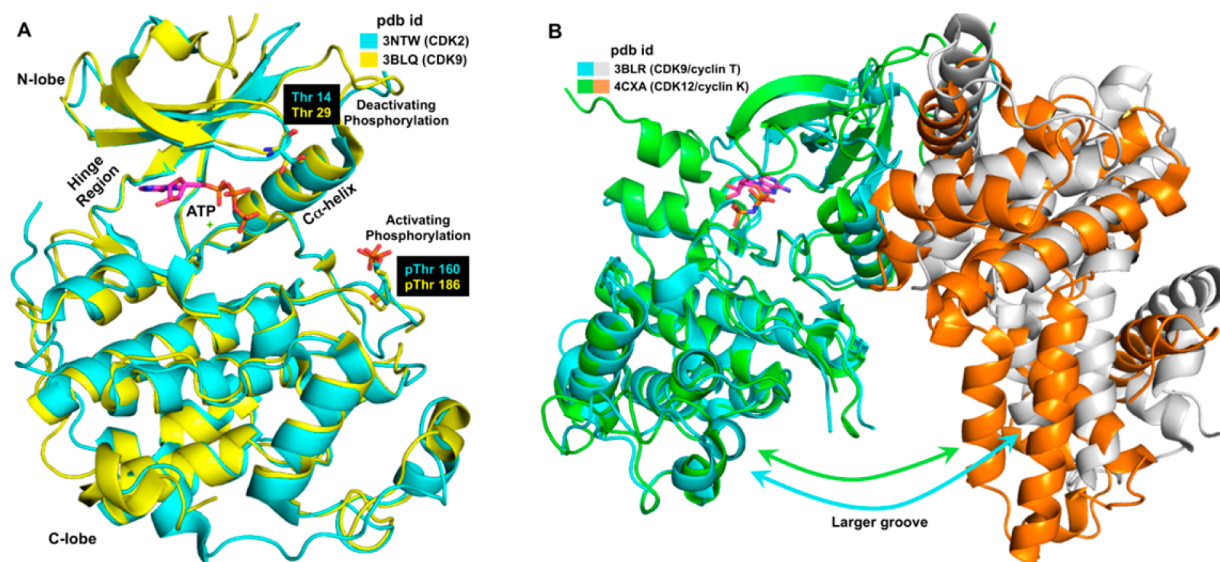 A
pdb id
3NTW (CDK2)
3BLQ (CDK9)
N-lobe
Thr 14
Thr 29
Deactivating
Phosphorylation
Hinge
Region
ATP
Cα-helix
Activating
Phosphorylation
pThr 160
pThr 186
C-lobe
B
pdb id
3BLR (CDK9/cyclin T)
4CXA (CDK12/cyclin K)
Larger groove